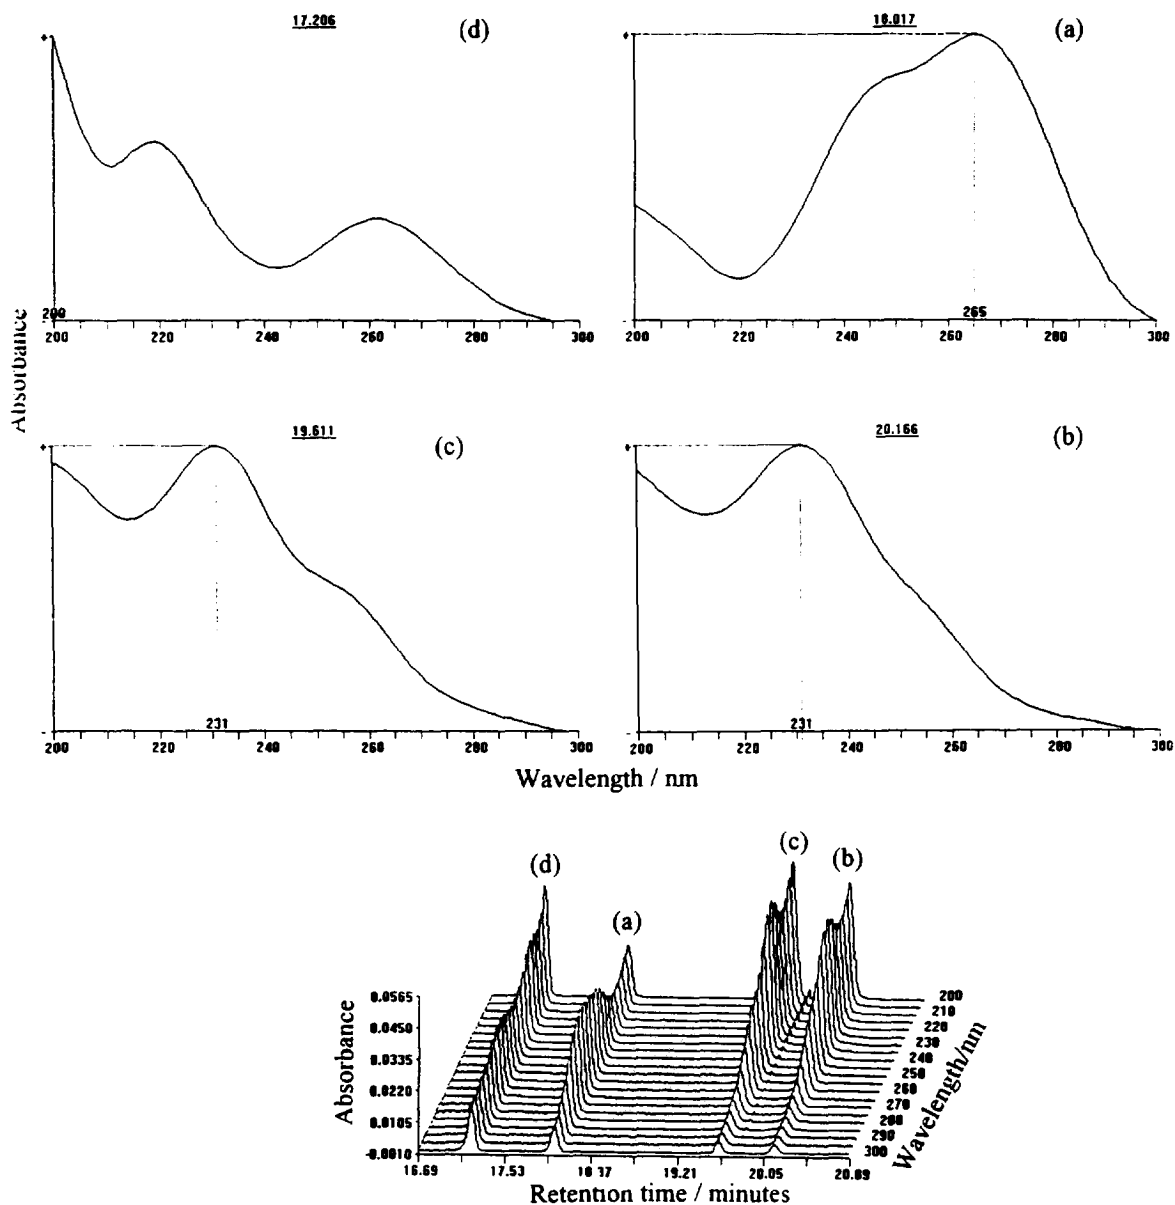 17.206 (d)
18.017 (a)
+ +
Absorbance
200 265
200 220 240 260 280 300
200 220 240 260 280 300
19.611 (c)
20.166 (b)
+ +
231 231
- -
200 220 240 260 280 300
200 220 240 260 280 300
Wavelength / nm
(c)
(d) (b)
(a)
Absorbance
0.0565
0.0450
0.0335
0.0220
0.0105
-0.0010
200
210
220
230
240
250
260
270
280
290
300
Wavelength/nm
16.69 17.53 18.37 19.21 20.05 20.89
Retention time / minutes